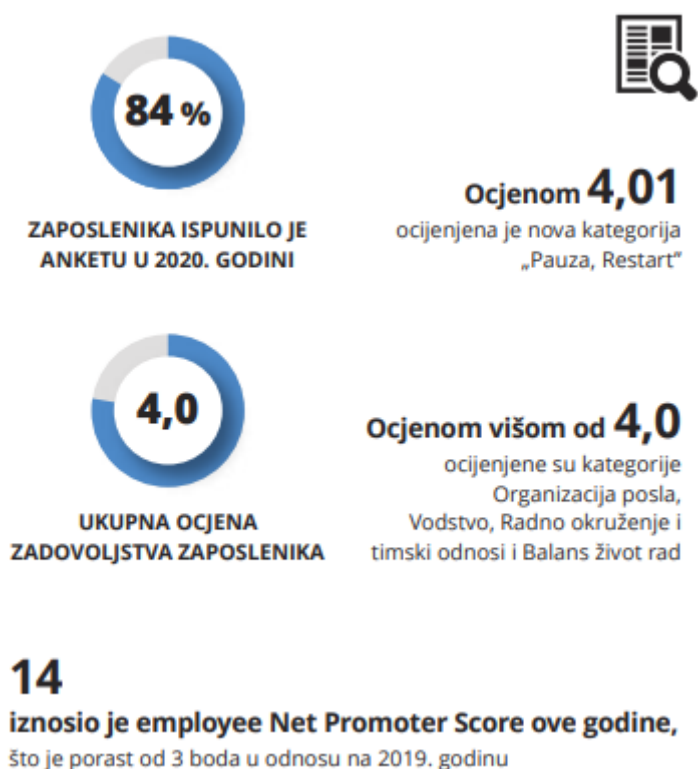 84 %
ZAPOSLENIKA ISPUNILO JE
ANKETU U 2020. GODINI
Ocjenom 4,01
ocijenjena je nova kategorija
„Pauza, Restart”
4,0
UKUPNA OCJENA
ZADOVOLJSTVA ZAPOSLENIKA
Ocjenom višom od 4,0
ocijenjene su kategorije
Organizacija posla,
Vodstvo, Radno okruženje i
timski odnosi i Balans život rad
14
iznosio je employee Net Promoter Score ove godine,
što je porast od 3 boda u odnosu na 2019. godinu